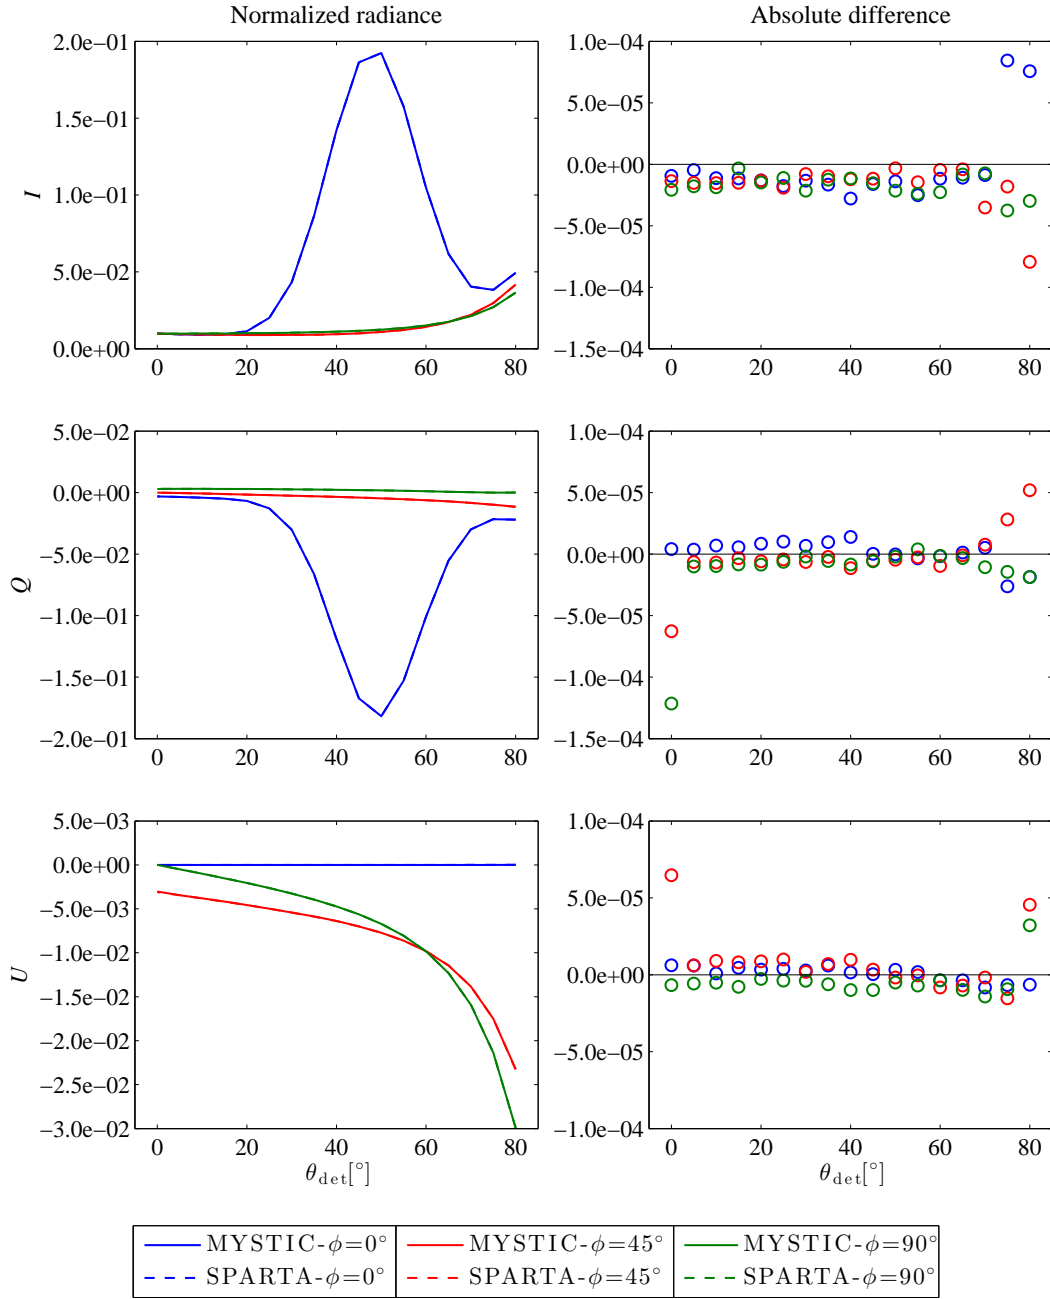 Normalized radiance
Absolute difference
2.0e−01
1.5e−01
1.0e−01
5.0e−02
0.0e+00
I
0 20 40 60 80
1.0e−04
5.0e−05
0.0e+00
−5.0e−05
−1.0e−04
−1.5e−04
0 20 40 60 80
5.0e−02
0.0e+00
−5.0e−02
−1.0e−01
−1.5e−01
−2.0e−01
Q
0 20 40 60 80
1.0e−04
5.0e−05
0.0e+00
−5.0e−05
−1.0e−04
−1.5e−04
0 20 40 60 80
5.0e−03
0.0e+00
−5.0e−03
−1.0e−02
−1.5e−02
−2.0e−02
−2.5e−02
−3.0e−02
U
0 20 40 60 80
θdet[°]
1.0e−04
5.0e−05
0.0e+00
−5.0e−05
−1.0e−04
0 20 40 60 80
θdet[°]
MYSTIC-ϕ=0° MYSTIC-ϕ=45° MYSTIC-ϕ=90°
SPARTA-ϕ=0° SPARTA-ϕ=45° SPARTA-ϕ=90°